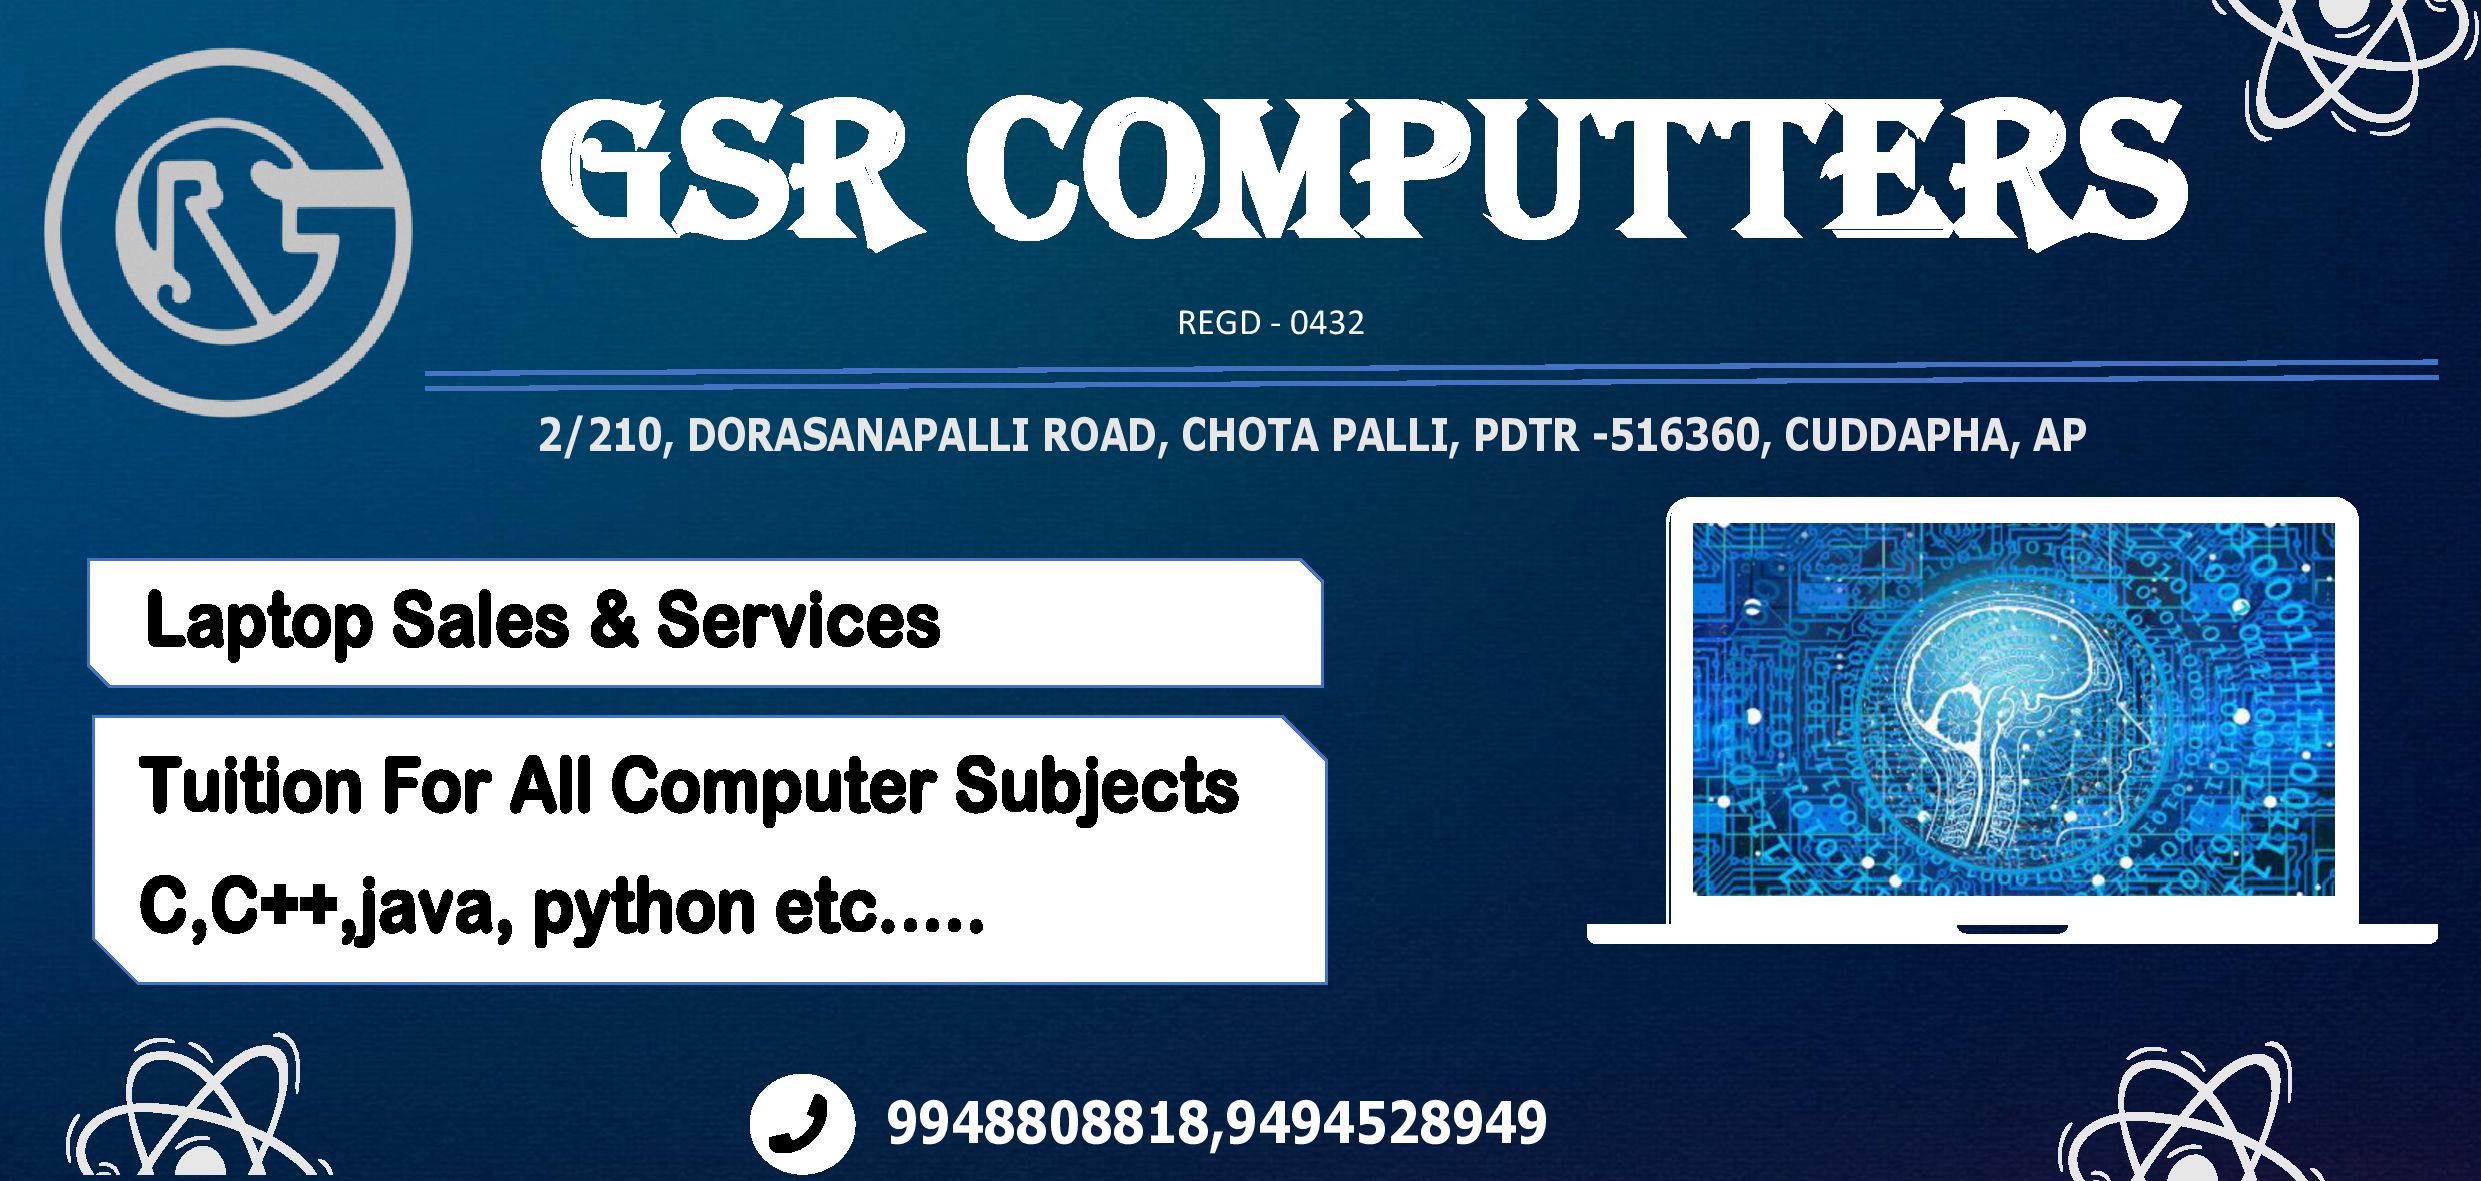 GSR COMPUTTERS
REGD - 0432
2/210, DORASANAPALLI ROAD, CHOTA PALLI, PDTR -516360, CUDDAPHA, AP
Laptop Sales & Services
Tuition For All Computer Subjects
C,C++,java, python etc.....
9948808818,9494528949